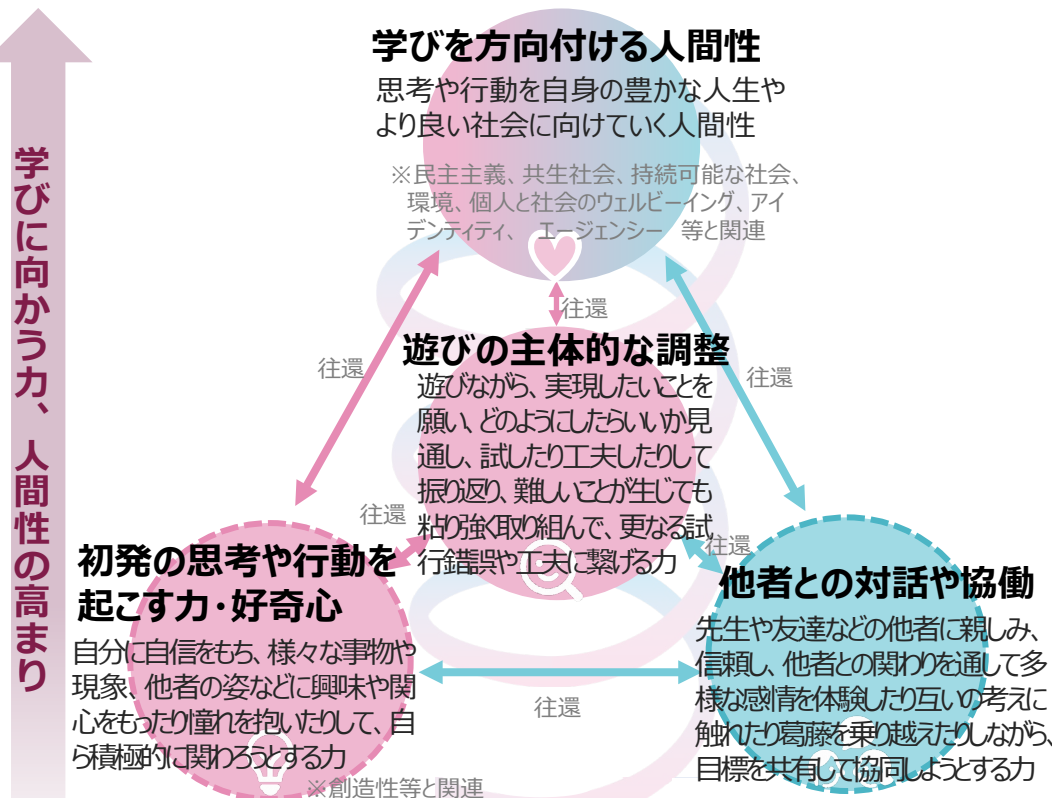 学びに向かう力、人間性の高まり
学びを方向付ける人間性
思考や行動を自身の豊かな人生や
より良い社会に向けていく人間性
※民主主義、共生社会、持続可能な社会、
環境、個人と社会のウェルビーイング、アイ
デンティティ、 エージェンシー 等と関連
往還
往還
往還
遊びの主体的な調整
遊びながら、実現したいことを
願い、どのようにしたらいいか見
通し、試したり工夫したりして
振り返り、難しいことが生じても
粘り強く取り組んで、更なる試
行錯誤や工夫に繋げる力
往還
往還
初発の思考や行動を
起こす力・好奇心
自分に自信をもち、様々な事物や
現象、他者の姿などに興味や関
心をもったり憧れを抱いたりして、自
ら積極的に関わろうとする力
※創造性等と関連
往還
他者との対話や協働
先生や友達などの他者に親しみ、
信頼し、他者との関わりを通して多
様な感情を体験したり互いの考えに
触れたり葛藤を乗り越えたりしながら、
目標を共有して協同しようとする力